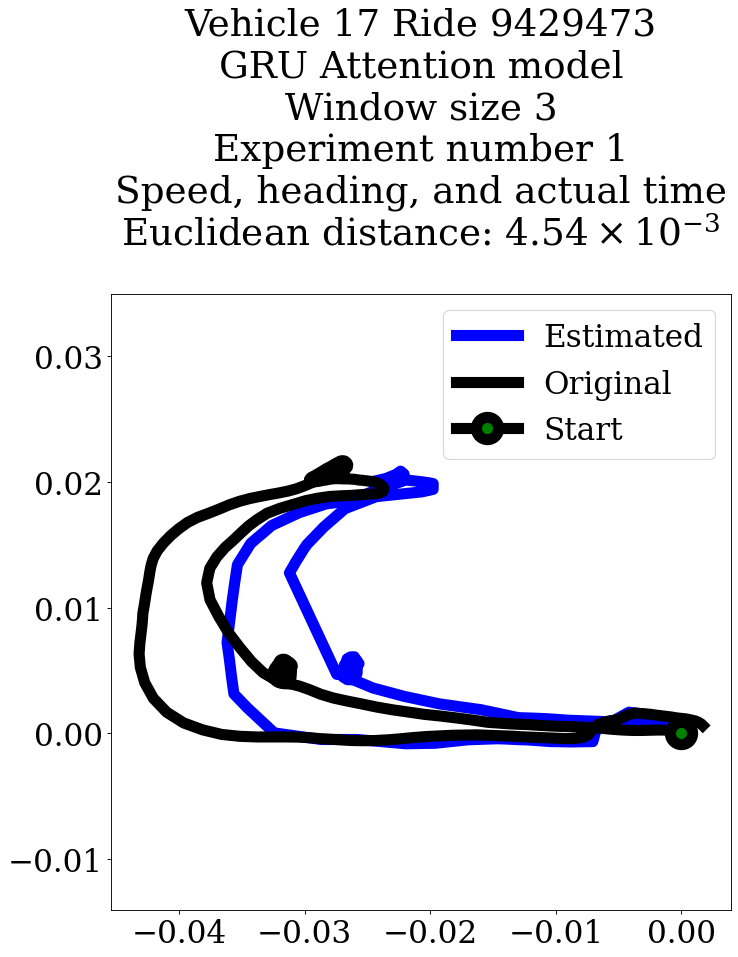 Vehicle 17 Ride 9429473
GRU Attention model
Window size 3
Experiment number 1
Speed, heading, and actual time
Euclidean distance: 4.54 × 10⁻³
Estimated
Original
Start
0.03
0.02
0.01
0.00
−0.01
−0.04 −0.03 −0.02 −0.01 0.00